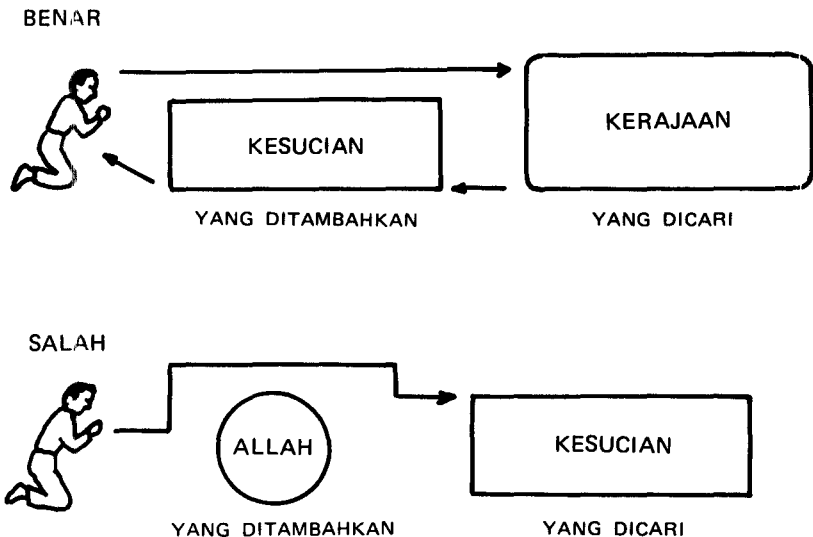 BENAR
KESUCIAN
KERAJAAN
YANG DITAMBAHKAN
YANG DICARI
SALAH
ALLAH
KESUCIAN
YANG DITAMBAHKAN
YANG DICARI